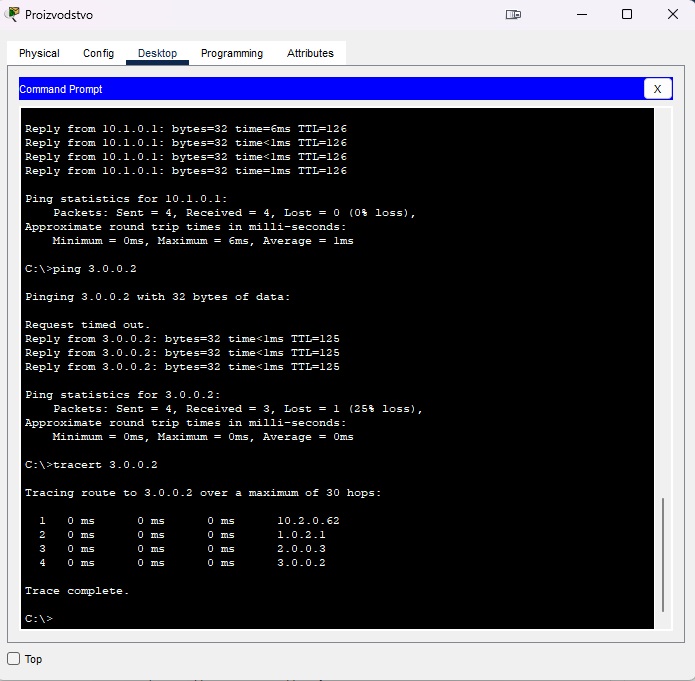 Proizvodstvo
Physical Config Desktop Programming Attributes
Command Prompt X
Reply from 10.1.0.1: bytes=32 time=6ms TTL=126
Reply from 10.1.0.1: bytes=32 time<1ms TTL=126
Reply from 10.1.0.1: bytes=32 time<1ms TTL=126
Reply from 10.1.0.1: bytes=32 time=1ms TTL=126
Ping statistics for 10.1.0.1:
Packets: Sent = 4, Received = 4, Lost = 0 (0% loss),
Approximate round trip times in milli-seconds:
Minimum = 0ms, Maximum = 6ms, Average = 1ms
C:\>ping 3.0.0.2
Pinging 3.0.0.2 with 32 bytes of data:
Request timed out.
Reply from 3.0.0.2: bytes=32 time<1ms TTL=125
Reply from 3.0.0.2: bytes=32 time<1ms TTL=125
Reply from 3.0.0.2: bytes=32 time<1ms TTL=125
Ping statistics for 3.0.0.2:
Packets: Sent = 4, Received = 3, Lost = 1 (25% loss),
Approximate round trip times in milli-seconds:
Minimum = 0ms, Maximum = 0ms, Average = 0ms
C:\>tracert 3.0.0.2
Tracing route to 3.0.0.2 over a maximum of 30 hops:
1 0 ms 0 ms 0 ms 10.2.0.62
2 0 ms 0 ms 0 ms 1.0.2.1
3 0 ms 0 ms 0 ms 2.0.0.3
4 0 ms 0 ms 0 ms 3.0.0.2
Trace complete.
C:\>
Top